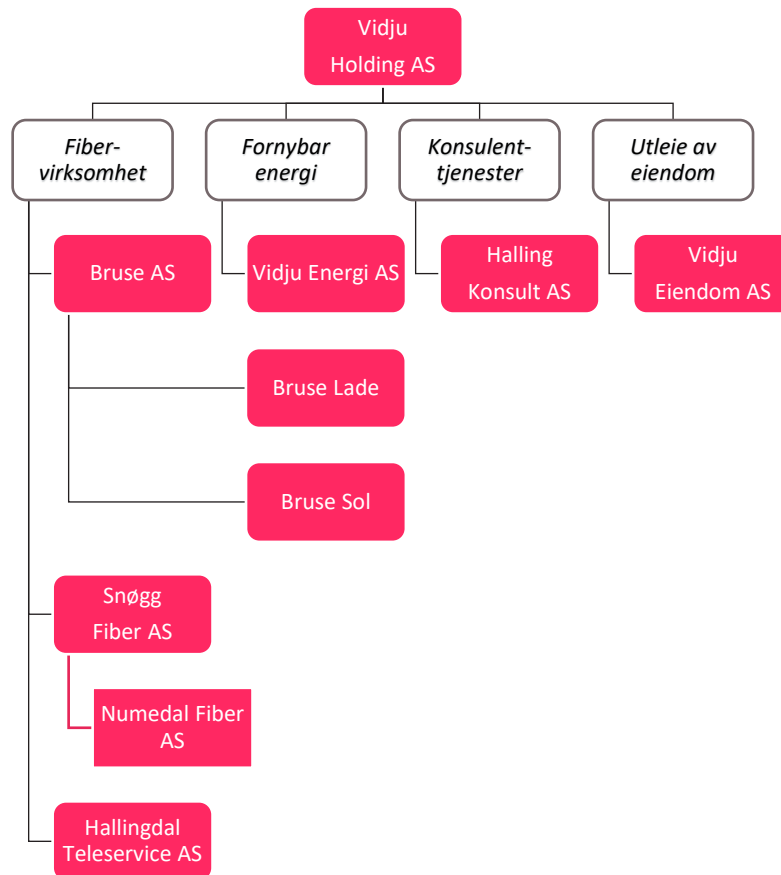 Vidju
Holding AS
Fiber-
virksomhet
Fornybar
energi
Konsulent-
tjenester
Utleie av
eiendom
Bruse AS
Vidju Energi AS
Halling
Konsult AS
Vidju
Eiendom AS
Bruse Lade
Bruse Sol
Snøgg
Fiber AS
Numedal Fiber
AS
Hallingdal
Teleservice AS